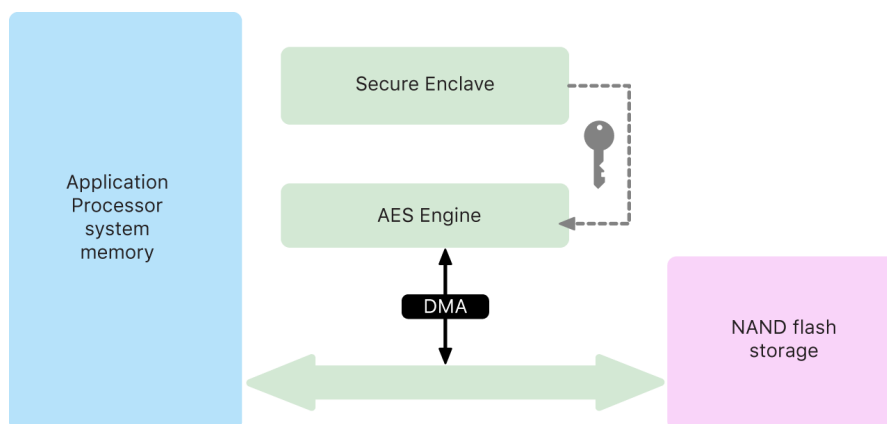 Secure Enclave
Application
Processor
system
memory
AES Engine
DMA
NAND flash
storage